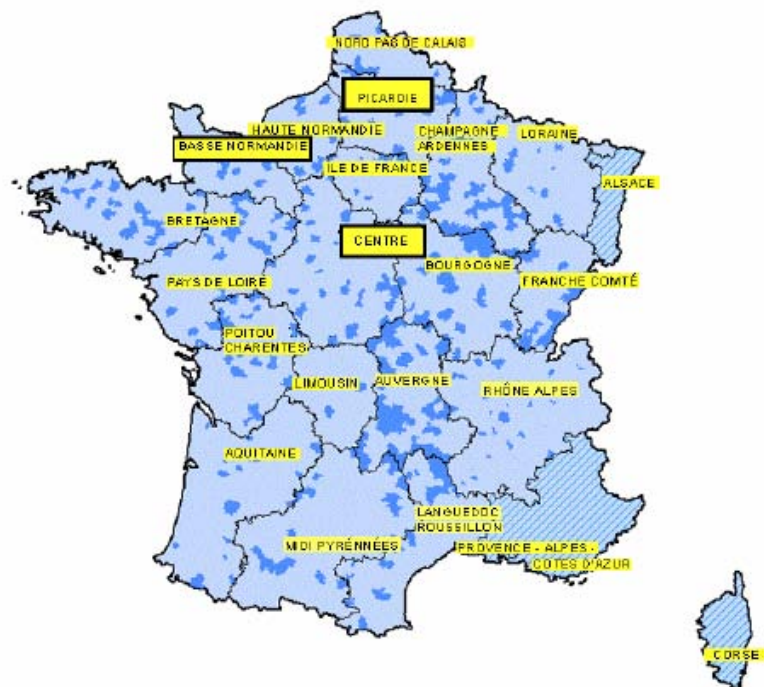 NORD PAS DE CALAIS
PICARDIE
HAUTE NORMANDIE
CHAMPAGNE
ARDENNES
LORAINE
BASSE NORMANDIE
ILE DE FRANCE
ALSACE
BRETAGNE
CENTRE
BOURGOGNE
PAYS DE LOIRE
FRANCHE COMTÉ
POITOU
CHARENTES
LIMOUSIN
AUVERGNE
RHÔNE ALPES
AQUITAINE
LANGUEDOC
ROUSSILLON
MIDI PYRÉNNÉES
PROVENCE - ALPES -
COTES D'AZUR
CORSE